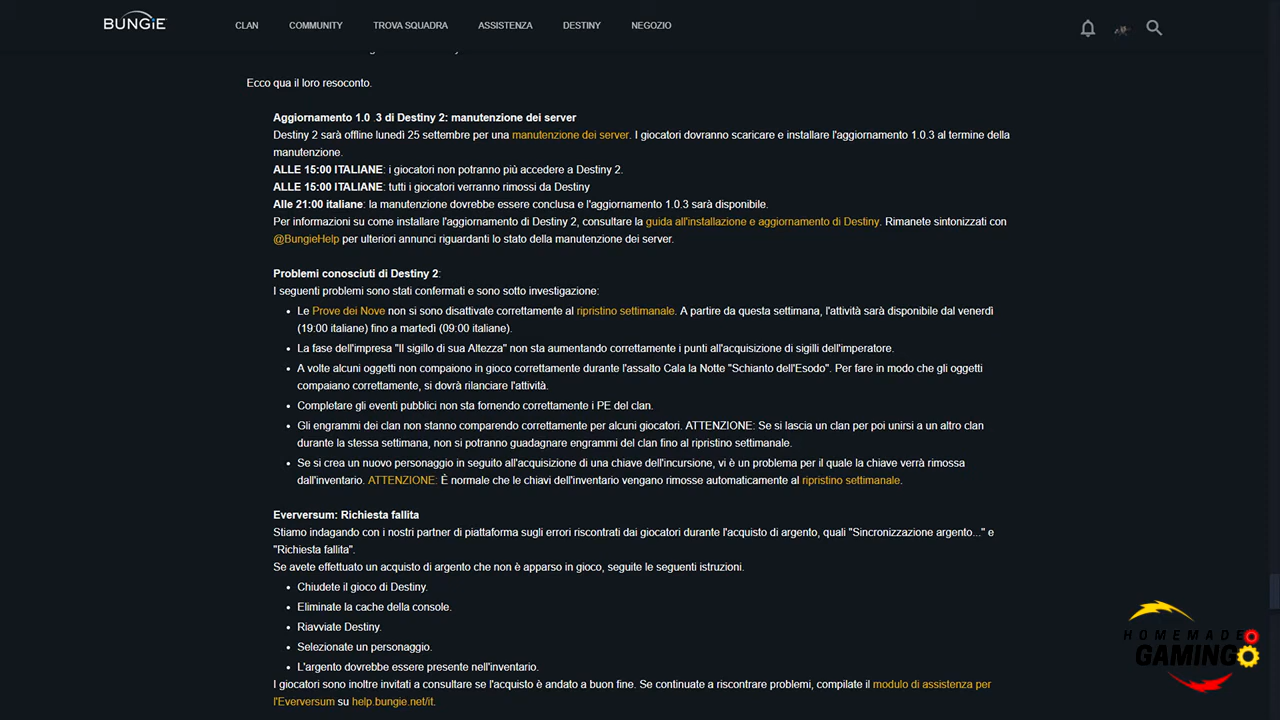 BUNGiE CLAN COMMUNITY TROVA SQUADRA ASSISTENZA DESTINY NEGOZIO
Ecco qua il loro resoconto.
Aggiornamento 1.0 .3 di Destiny 2: manutenzione dei server
Destiny 2 sarà offline lunedì 25 settembre per una manutenzione dei server. I giocatori dovranno scaricare e installare l'aggiornamento 1.0.3 al termine della
manutenzione.
ALLE 15:00 ITALIANE: i giocatori non potranno più accedere a Destiny 2.
ALLE 15:00 ITALIANE: tutti i giocatori verranno rimossi da Destiny
Alle 21:00 italiane: la manutenzione dovrebbe essere conclusa e l'aggiornamento 1.0.3 sarà disponibile.
Per informazioni su come installare l'aggiornamento di Destiny 2, consultare la guida all'installazione e aggiornamento di Destiny. Rimanete sintonizzati con
@BungieHelp per ulteriori annunci riguardanti lo stato della manutenzione dei server.
Problemi conosciuti di Destiny 2:
I seguenti problemi sono stati confermati e sono sotto investigazione:
• Le Prove dei Nove non si sono disattivate correttamente al ripristino settimanale. A partire da questa settimana, l'attività sarà disponibile dal venerdì
(19:00 italiane) fino a martedì (09:00 italiane).
• La fase dell'impresa "Il sigillo di sua Altezza" non sta aumentando correttamente i punti all'acquisizione di sigilli dell'imperatore.
• A volte alcuni oggetti non compaiono in gioco correttamente durante l'assalto Cala la Notte "Schianto dell'Esodo". Per fare in modo che gli oggetti
compaiano correttamente, si dovrà rilanciare l'attività.
• Completare gli eventi pubblici non sta fornendo correttamente i PE del clan.
• Gli engrammi dei clan non stanno comparendo correttamente per alcuni giocatori. ATTENZIONE: Se si lascia un clan per poi unirsi a un altro clan
durante la stessa settimana, non si potranno guadagnare engrammi del clan fino al ripristino settimanale.
• Se si crea un nuovo personaggio in seguito all'acquisizione di una chiave dell'incursione, vi è un problema per il quale la chiave verrà rimossa
dall'inventario. ATTENZIONE: È normale che le chiavi dell'inventario vengano rimosse automaticamente al ripristino settimanale.
Everversum: Richiesta fallita
Stiamo indagando con i nostri partner di piattaforma sugli errori riscontrati dai giocatori durante l'acquisto di argento, quali "Sincronizzazione argento..." e
"Richiesta fallita".
Se avete effettuato un acquisto di argento che non è apparso in gioco, seguite le seguenti istruzioni.
• Chiudete il gioco di Destiny.
• Eliminate la cache della console.
• Riavviate Destiny.
• Selezionate un personaggio.
• L'argento dovrebbe essere presente nell'inventario.
I giocatori sono inoltre invitati a consultare se l'acquisto è andato a buon fine. Se continuate a riscontrare problemi, compilate il modulo di assistenza per
l'Everversum su help.bungie.net/it.
HOMEMADE
GAMING